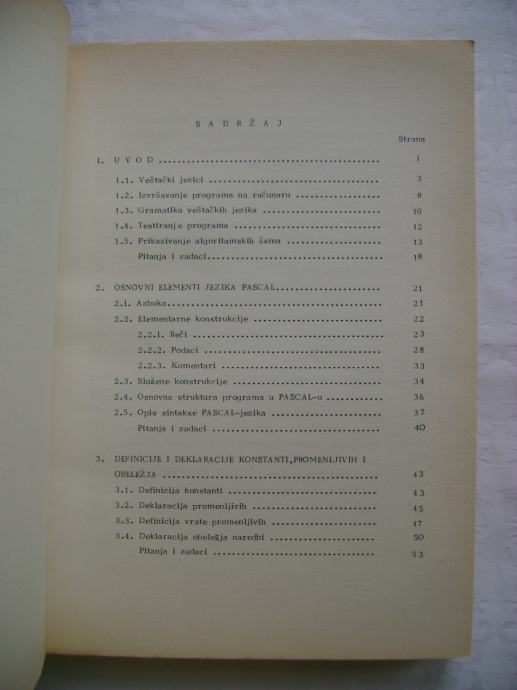 SADRŽAJ
Strana
1. UVOD ........................................ 1
1.1. Veštački jezici ........................................ 3
1.2. Izvršavanje programa na računaru ........................................ 8
1.3. Gramatika veštačkih jezika ........................................ 10
1.4. Testiranje programa ........................................ 12
1.5. Prikazivanje algoritamskih šema ........................................ 13
Pitanja i zadaci ........................................ 18
2. OSNOVNI ELEMENTI JEZIKA PASCAL ........................................ 21
2.1. Azbuka ........................................ 21
2.2. Elementarne konstrukcije ........................................ 22
2.2.1. Reči ........................................ 23
2.2.2. Podaci ........................................ 28
2.2.3. Komentari ........................................ 33
2.3. Složene konstrukcije ........................................ 34
2.4. Osnovna struktura programa u PASCAL-u ........................................ 36
2.5. Opis sintakse PASCAL-jezika ........................................ 37
Pitanja i zadaci ........................................ 40
3. DEFINICIJE I DEKLARACIJE KONSTANTI, PROMENLJIVIH I
OBELEŽJA ........................................ 43
3.1. Definicija konstanti ........................................ 43
3.2. Deklaracija promenljivih ........................................ 45
3.3. Definicija vrste promenljivih ........................................ 47
3.4. Deklaracija obeležja naredbi ........................................ 50
Pitanja i zadaci ........................................ 53